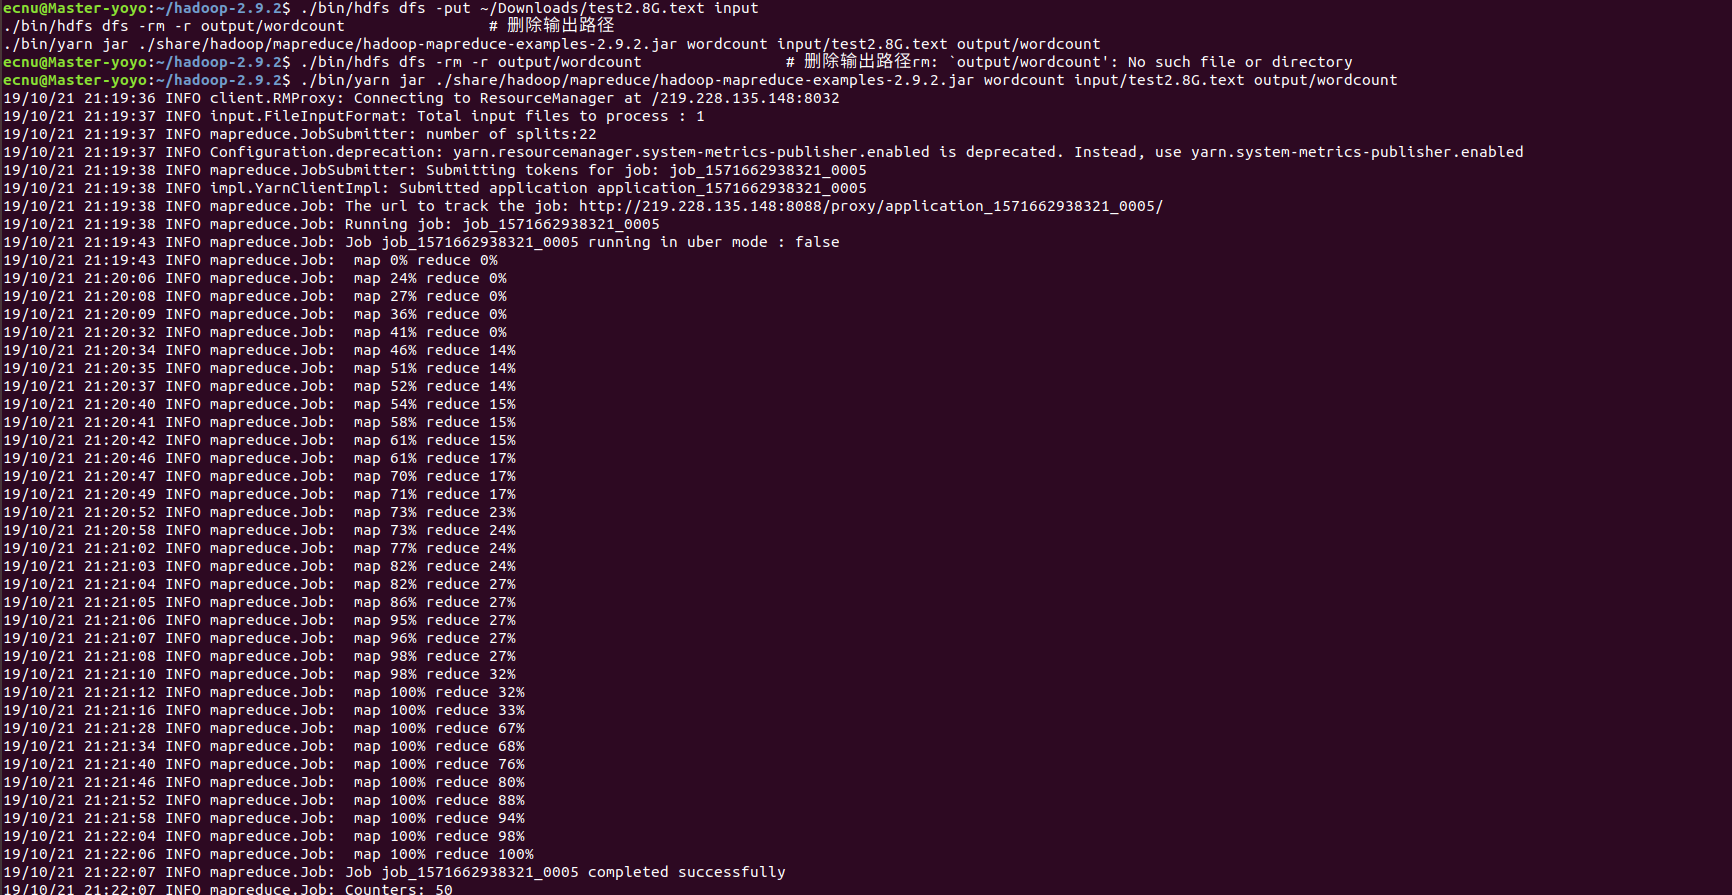 ecnu@Master-yoyo:~/hadoop-2.9.2$ ./bin/hdfs dfs -put ~/Downloads/test2.8G.text input
./bin/hdfs dfs -rm -r output/wordcount                # 删除输出路径
./bin/yarn jar ./share/hadoop/mapreduce/hadoop-mapreduce-examples-2.9.2.jar wordcount input/test2.8G.text output/wordcount
ecnu@Master-yoyo:~/hadoop-2.9.2$ ./bin/hdfs dfs -rm -r output/wordcount                # 删除输出路径rm: `output/wordcount': No such file or directory
ecnu@Master-yoyo:~/hadoop-2.9.2$ ./bin/yarn jar ./share/hadoop/mapreduce/hadoop-mapreduce-examples-2.9.2.jar wordcount input/test2.8G.text output/wordcount
19/10/21 21:19:36 INFO client.RMProxy: Connecting to ResourceManager at /219.228.135.148:8032
19/10/21 21:19:37 INFO input.FileInputFormat: Total input files to process : 1
19/10/21 21:19:37 INFO mapreduce.JobSubmitter: number of splits:22
19/10/21 21:19:37 INFO Configuration.deprecation: yarn.resourcemanager.system-metrics-publisher.enabled is deprecated. Instead, use yarn.system-metrics-publisher.enabled
19/10/21 21:19:38 INFO mapreduce.JobSubmitter: Submitting tokens for job: job_1571662938321_0005
19/10/21 21:19:38 INFO impl.YarnClientImpl: Submitted application application_1571662938321_0005
19/10/21 21:19:38 INFO mapreduce.Job: The url to track the job: http://219.228.135.148:8088/proxy/application_1571662938321_0005/
19/10/21 21:19:38 INFO mapreduce.Job: Running job: job_1571662938321_0005
19/10/21 21:19:43 INFO mapreduce.Job: Job job_1571662938321_0005 running in uber mode : false
19/10/21 21:19:43 INFO mapreduce.Job:  map 0% reduce 0%
19/10/21 21:20:06 INFO mapreduce.Job:  map 24% reduce 0%
19/10/21 21:20:08 INFO mapreduce.Job:  map 27% reduce 0%
19/10/21 21:20:09 INFO mapreduce.Job:  map 36% reduce 0%
19/10/21 21:20:32 INFO mapreduce.Job:  map 41% reduce 0%
19/10/21 21:20:34 INFO mapreduce.Job:  map 46% reduce 14%
19/10/21 21:20:35 INFO mapreduce.Job:  map 51% reduce 14%
19/10/21 21:20:37 INFO mapreduce.Job:  map 52% reduce 14%
19/10/21 21:20:40 INFO mapreduce.Job:  map 54% reduce 15%
19/10/21 21:20:41 INFO mapreduce.Job:  map 58% reduce 15%
19/10/21 21:20:42 INFO mapreduce.Job:  map 61% reduce 15%
19/10/21 21:20:46 INFO mapreduce.Job:  map 61% reduce 17%
19/10/21 21:20:47 INFO mapreduce.Job:  map 70% reduce 17%
19/10/21 21:20:49 INFO mapreduce.Job:  map 71% reduce 17%
19/10/21 21:20:52 INFO mapreduce.Job:  map 73% reduce 23%
19/10/21 21:20:58 INFO mapreduce.Job:  map 73% reduce 24%
19/10/21 21:21:02 INFO mapreduce.Job:  map 77% reduce 24%
19/10/21 21:21:03 INFO mapreduce.Job:  map 82% reduce 24%
19/10/21 21:21:04 INFO mapreduce.Job:  map 82% reduce 27%
19/10/21 21:21:05 INFO mapreduce.Job:  map 86% reduce 27%
19/10/21 21:21:06 INFO mapreduce.Job:  map 95% reduce 27%
19/10/21 21:21:07 INFO mapreduce.Job:  map 96% reduce 27%
19/10/21 21:21:08 INFO mapreduce.Job:  map 98% reduce 27%
19/10/21 21:21:10 INFO mapreduce.Job:  map 98% reduce 32%
19/10/21 21:21:12 INFO mapreduce.Job:  map 100% reduce 32%
19/10/21 21:21:16 INFO mapreduce.Job:  map 100% reduce 33%
19/10/21 21:21:28 INFO mapreduce.Job:  map 100% reduce 67%
19/10/21 21:21:34 INFO mapreduce.Job:  map 100% reduce 68%
19/10/21 21:21:40 INFO mapreduce.Job:  map 100% reduce 76%
19/10/21 21:21:46 INFO mapreduce.Job:  map 100% reduce 80%
19/10/21 21:21:52 INFO mapreduce.Job:  map 100% reduce 88%
19/10/21 21:21:58 INFO mapreduce.Job:  map 100% reduce 94%
19/10/21 21:22:04 INFO mapreduce.Job:  map 100% reduce 98%
19/10/21 21:22:06 INFO mapreduce.Job:  map 100% reduce 100%
19/10/21 21:22:07 INFO mapreduce.Job: Job job_1571662938321_0005 completed successfully
19/10/21 21:22:07 INFO mapreduce.Job: Counters: 50